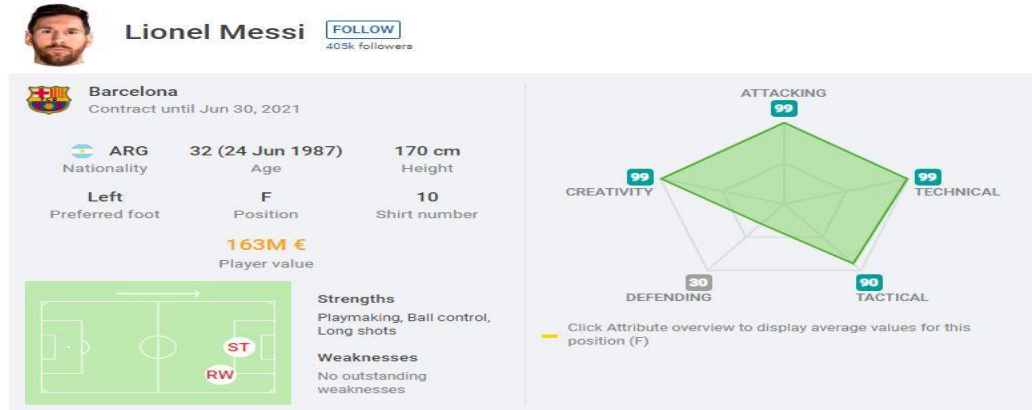 Lionel Messi
FOLLOW
405k followers
Barcelona
Contract until Jun 30, 2021
ARG
Nationality
32 (24 Jun 1987)
Age
170 cm
Height
Left
Preferred foot
F
Position
10
Shirt number
163M €
Player value
ST
RW
Strengths
Playmaking, Ball control,
Long shots
Weaknesses
No outstanding
weaknesses
ATTACKING
99
99
CREATIVITY
99
TECHNICAL
30
DEFENDING
90
TACTICAL
Click Attribute overview to display average values for this
position (F)